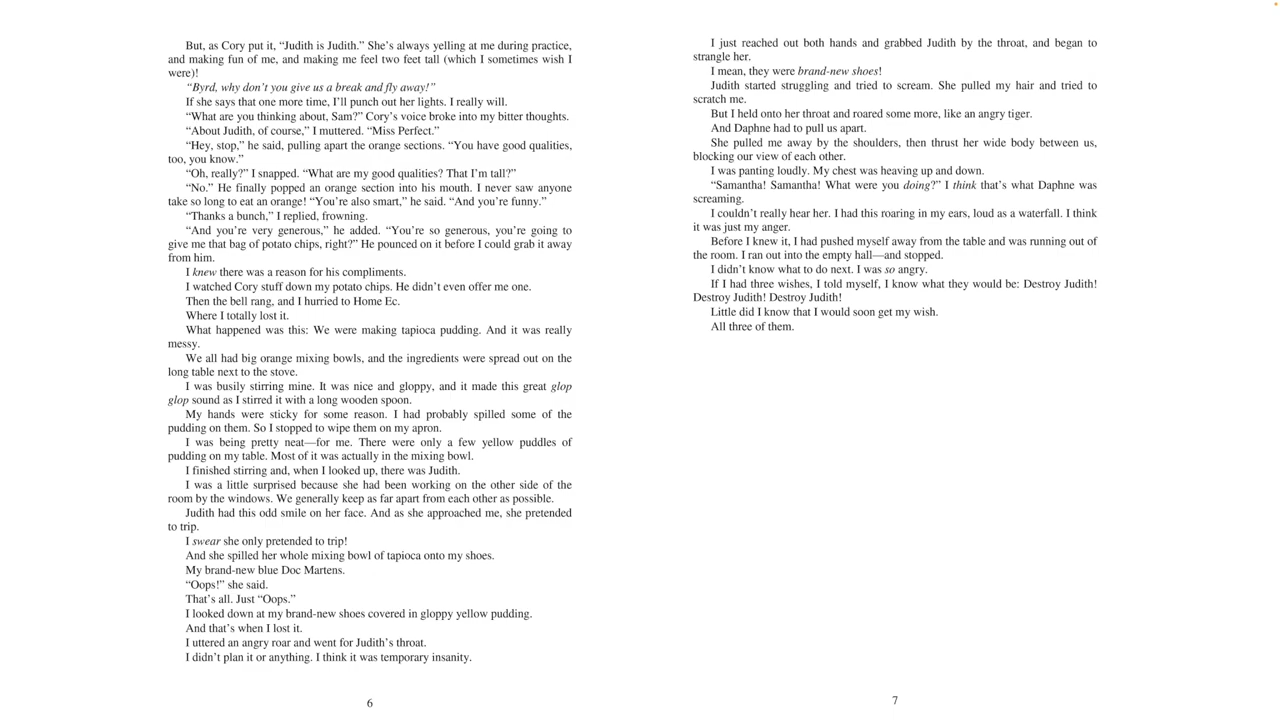 But, as Cory put it, “Judith is Judith.” She’s always yelling at me during practice,
and making fun of me, and making me feel two feet tall (which I sometimes wish I
were)!
“Byrd, why don’t you give us a break and fly away!”
If she says that one more time, I’ll punch out her lights. I really will.
“What are you thinking about, Sam?” Cory’s voice broke into my bitter thoughts.
“About Judith, of course,” I muttered. “Miss Perfect.”
“Hey, stop,” he said, pulling apart the orange sections. “You have good qualities,
too, you know.”
“Oh, really?” I snapped. “What are my good qualities? That I’m tall?”
“No.” He finally popped an orange section into his mouth. I never saw anyone
take so long to eat an orange! “You’re also smart,” he said. “And you’re funny.”
“Thanks a bunch,” I replied, frowning.
“And you’re very generous,” he added. “You’re so generous, you’re going to
give me that bag of potato chips, right?” He pounced on it before I could grab it away
from him.
I knew there was a reason for his compliments.
I watched Cory stuff down my potato chips. He didn’t even offer me one.
Then the bell rang, and I hurried to Home Ec.
Where I totally lost it.
What happened was this: We were making tapioca pudding. And it was really
messy.
We all had big orange mixing bowls, and the ingredients were spread out on the
long table next to the stove.
I was busily stirring mine. It was nice and gloppy, and it made this great glop
glop sound as I stirred it with a long wooden spoon.
My hands were sticky for some reason. I had probably spilled some of the
pudding on them. So I stopped to wipe them on my apron.
I was being pretty neat—for me. There were only a few yellow puddles of
pudding on my table. Most of it was actually in the mixing bowl.
I finished stirring and, when I looked up, there was Judith.
I was a little surprised because she had been working on the other side of the
room by the windows. We generally keep as far apart from each other as possible.
Judith had this odd smile on her face. And as she approached me, she pretended
to trip.
I swear she only pretended to trip!
And she spilled her whole mixing bowl of tapioca onto my shoes.
My brand-new blue Doc Martens.
“Oops!” she said.
That’s all. Just “Oops.”
I looked down at my brand-new shoes covered in gloppy yellow pudding.
And that’s when I lost it.
I uttered an angry roar and went for Judith’s throat.
I didn’t plan it or anything. I think it was temporary insanity.
6
I just reached out both hands and grabbed Judith by the throat, and began to
strangle her.
I mean, they were brand-new shoes!
Judith started struggling and tried to scream. She pulled my hair and tried to
scratch me.
But I held onto her throat and roared some more, like an angry tiger.
And Daphne had to pull us apart.
She pulled me away by the shoulders, then thrust her wide body between us,
blocking our view of each other.
I was panting loudly. My chest was heaving up and down.
“Samantha! Samantha! What were you doing?” I think that’s what Daphne was
screaming.
I couldn’t really hear her. I had this roaring in my ears, loud as a waterfall. I think
it was just my anger.
Before I knew it, I had pushed myself away from the table and was running out of
the room. I ran out into the empty hall—and stopped.
I didn’t know what to do next. I was so angry.
If I had three wishes, I told myself, I know what they would be: Destroy Judith!
Destroy Judith! Destroy Judith!
Little did I know that I would soon get my wish.
All three of them.
7